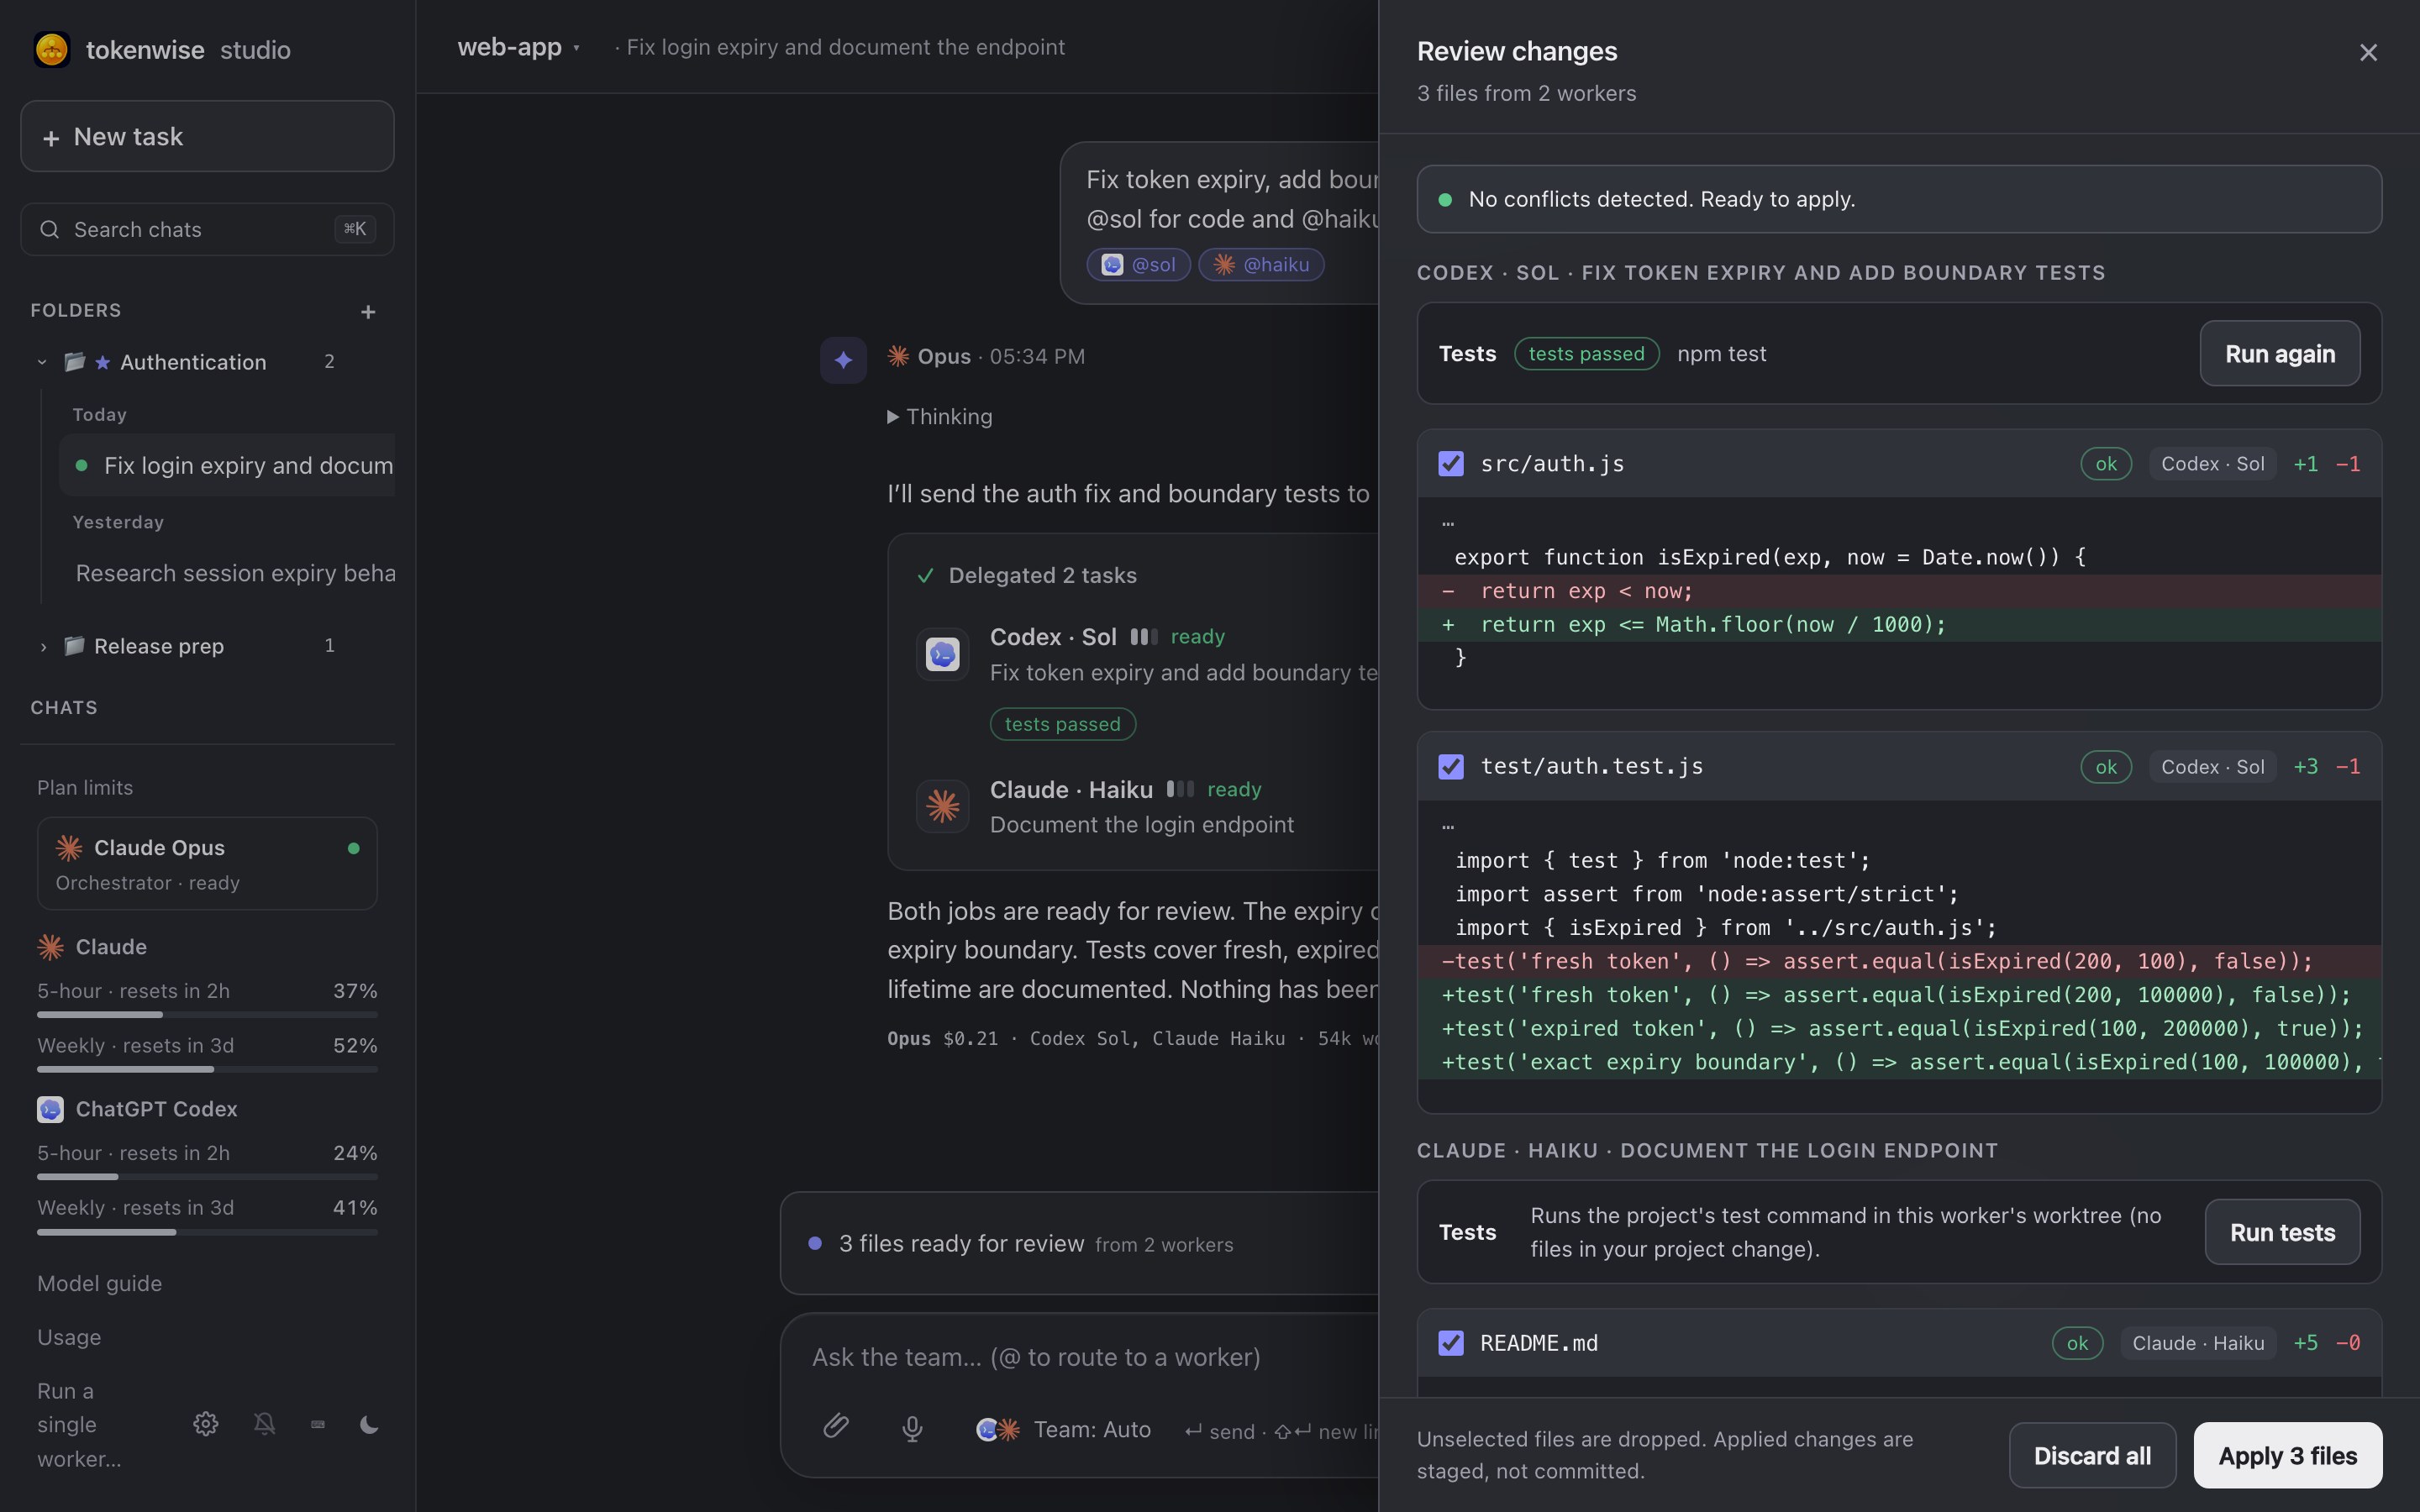 tokenwise studio
+ New task
Search chats ⌘K
FOLDERS +
Authentication 2
Today
Fix login expiry and docum
Yesterday
Research session expiry beha
Release prep 1
CHATS
Plan limits
Claude Opus
Orchestrator · ready
Claude
5-hour · resets in 2h 37%
Weekly · resets in 3d 52%
ChatGPT Codex
5-hour · resets in 2h 24%
Weekly · resets in 3d 41%
Model guide
Usage
Run a
single
worker...
web-app · Fix login expiry and document the endpoint
Fix token expiry, add boun
@sol for code and @haiku
@sol @haiku
Opus · 05:34 PM
Thinking
I’ll send the auth fix and boundary tests to
✓ Delegated 2 tasks
Codex · Sol ready
Fix token expiry and add boundary te
tests passed
Claude · Haiku ready
Document the login endpoint
Both jobs are ready for review. The expiry
expiry boundary. Tests cover fresh, expired
lifetime are documented. Nothing has been
Opus $0.21 · Codex Sol, Claude Haiku · 54k wo
3 files ready for review from 2 workers
Ask the team... (@ to route to a worker)
Team: Auto ↵ send · ⇧↵ new lin
Review changes ×
3 files from 2 workers
No conflicts detected. Ready to apply.
CODEX · SOL · FIX TOKEN EXPIRY AND ADD BOUNDARY TESTS
Tests tests passed npm test Run again
src/auth.js ok Codex · Sol +1 −1
…
export function isExpired(exp, now = Date.now()) {
−  return exp < now;
+  return exp <= Math.floor(now / 1000);
}
test/auth.test.js ok Codex · Sol +3 −1
…
import { test } from 'node:test';
import assert from 'node:assert/strict';
import { isExpired } from '../src/auth.js';
−test('fresh token', () => assert.equal(isExpired(200, 100), false));
+test('fresh token', () => assert.equal(isExpired(200, 100000), false));
+test('expired token', () => assert.equal(isExpired(100, 200000), true));
+test('exact expiry boundary', () => assert.equal(isExpired(100, 100000),
CLAUDE · HAIKU · DOCUMENT THE LOGIN ENDPOINT
Tests Runs the project's test command in this worker's worktree (no
files in your project change). Run tests
README.md ok Claude · Haiku +5 −0
Unselected files are dropped. Applied changes are
staged, not committed.
Discard all Apply 3 files